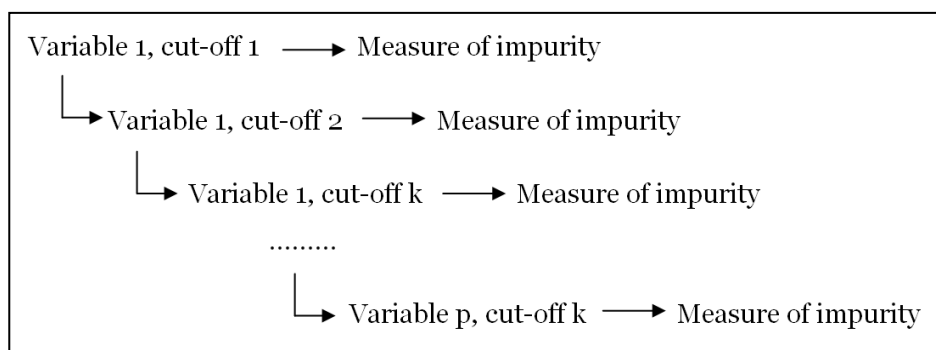 Variable 1, cut-off 1 Measure of impurity
Variable 1, cut-off 2 Measure of impurity
Variable 1, cut-off k Measure of impurity
.........
Variable p, cut-off k Measure of impurity